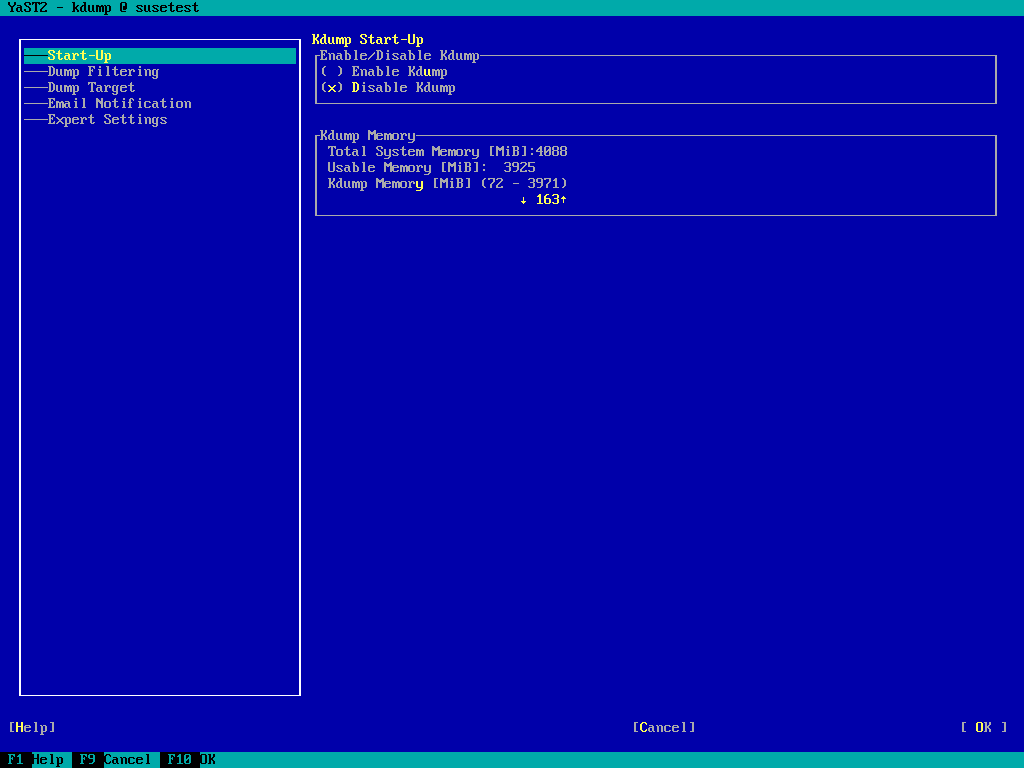 YaST2 - kdump @ susetest
Start-Up
Dump Filtering
Dump Target
Email Notification
Expert Settings
Kdump Start-Up
Enable/Disable Kdump
( ) Enable Kdump
(x) Disable Kdump
Kdump Memory
Total System Memory [MiB]:4088
Usable Memory [MiB]:  3925
Kdump Memory [MiB] (72 - 3971)
↓ 163↑
[Help] [Cancel] [ OK ]
F1 Help F9 Cancel F10 OK